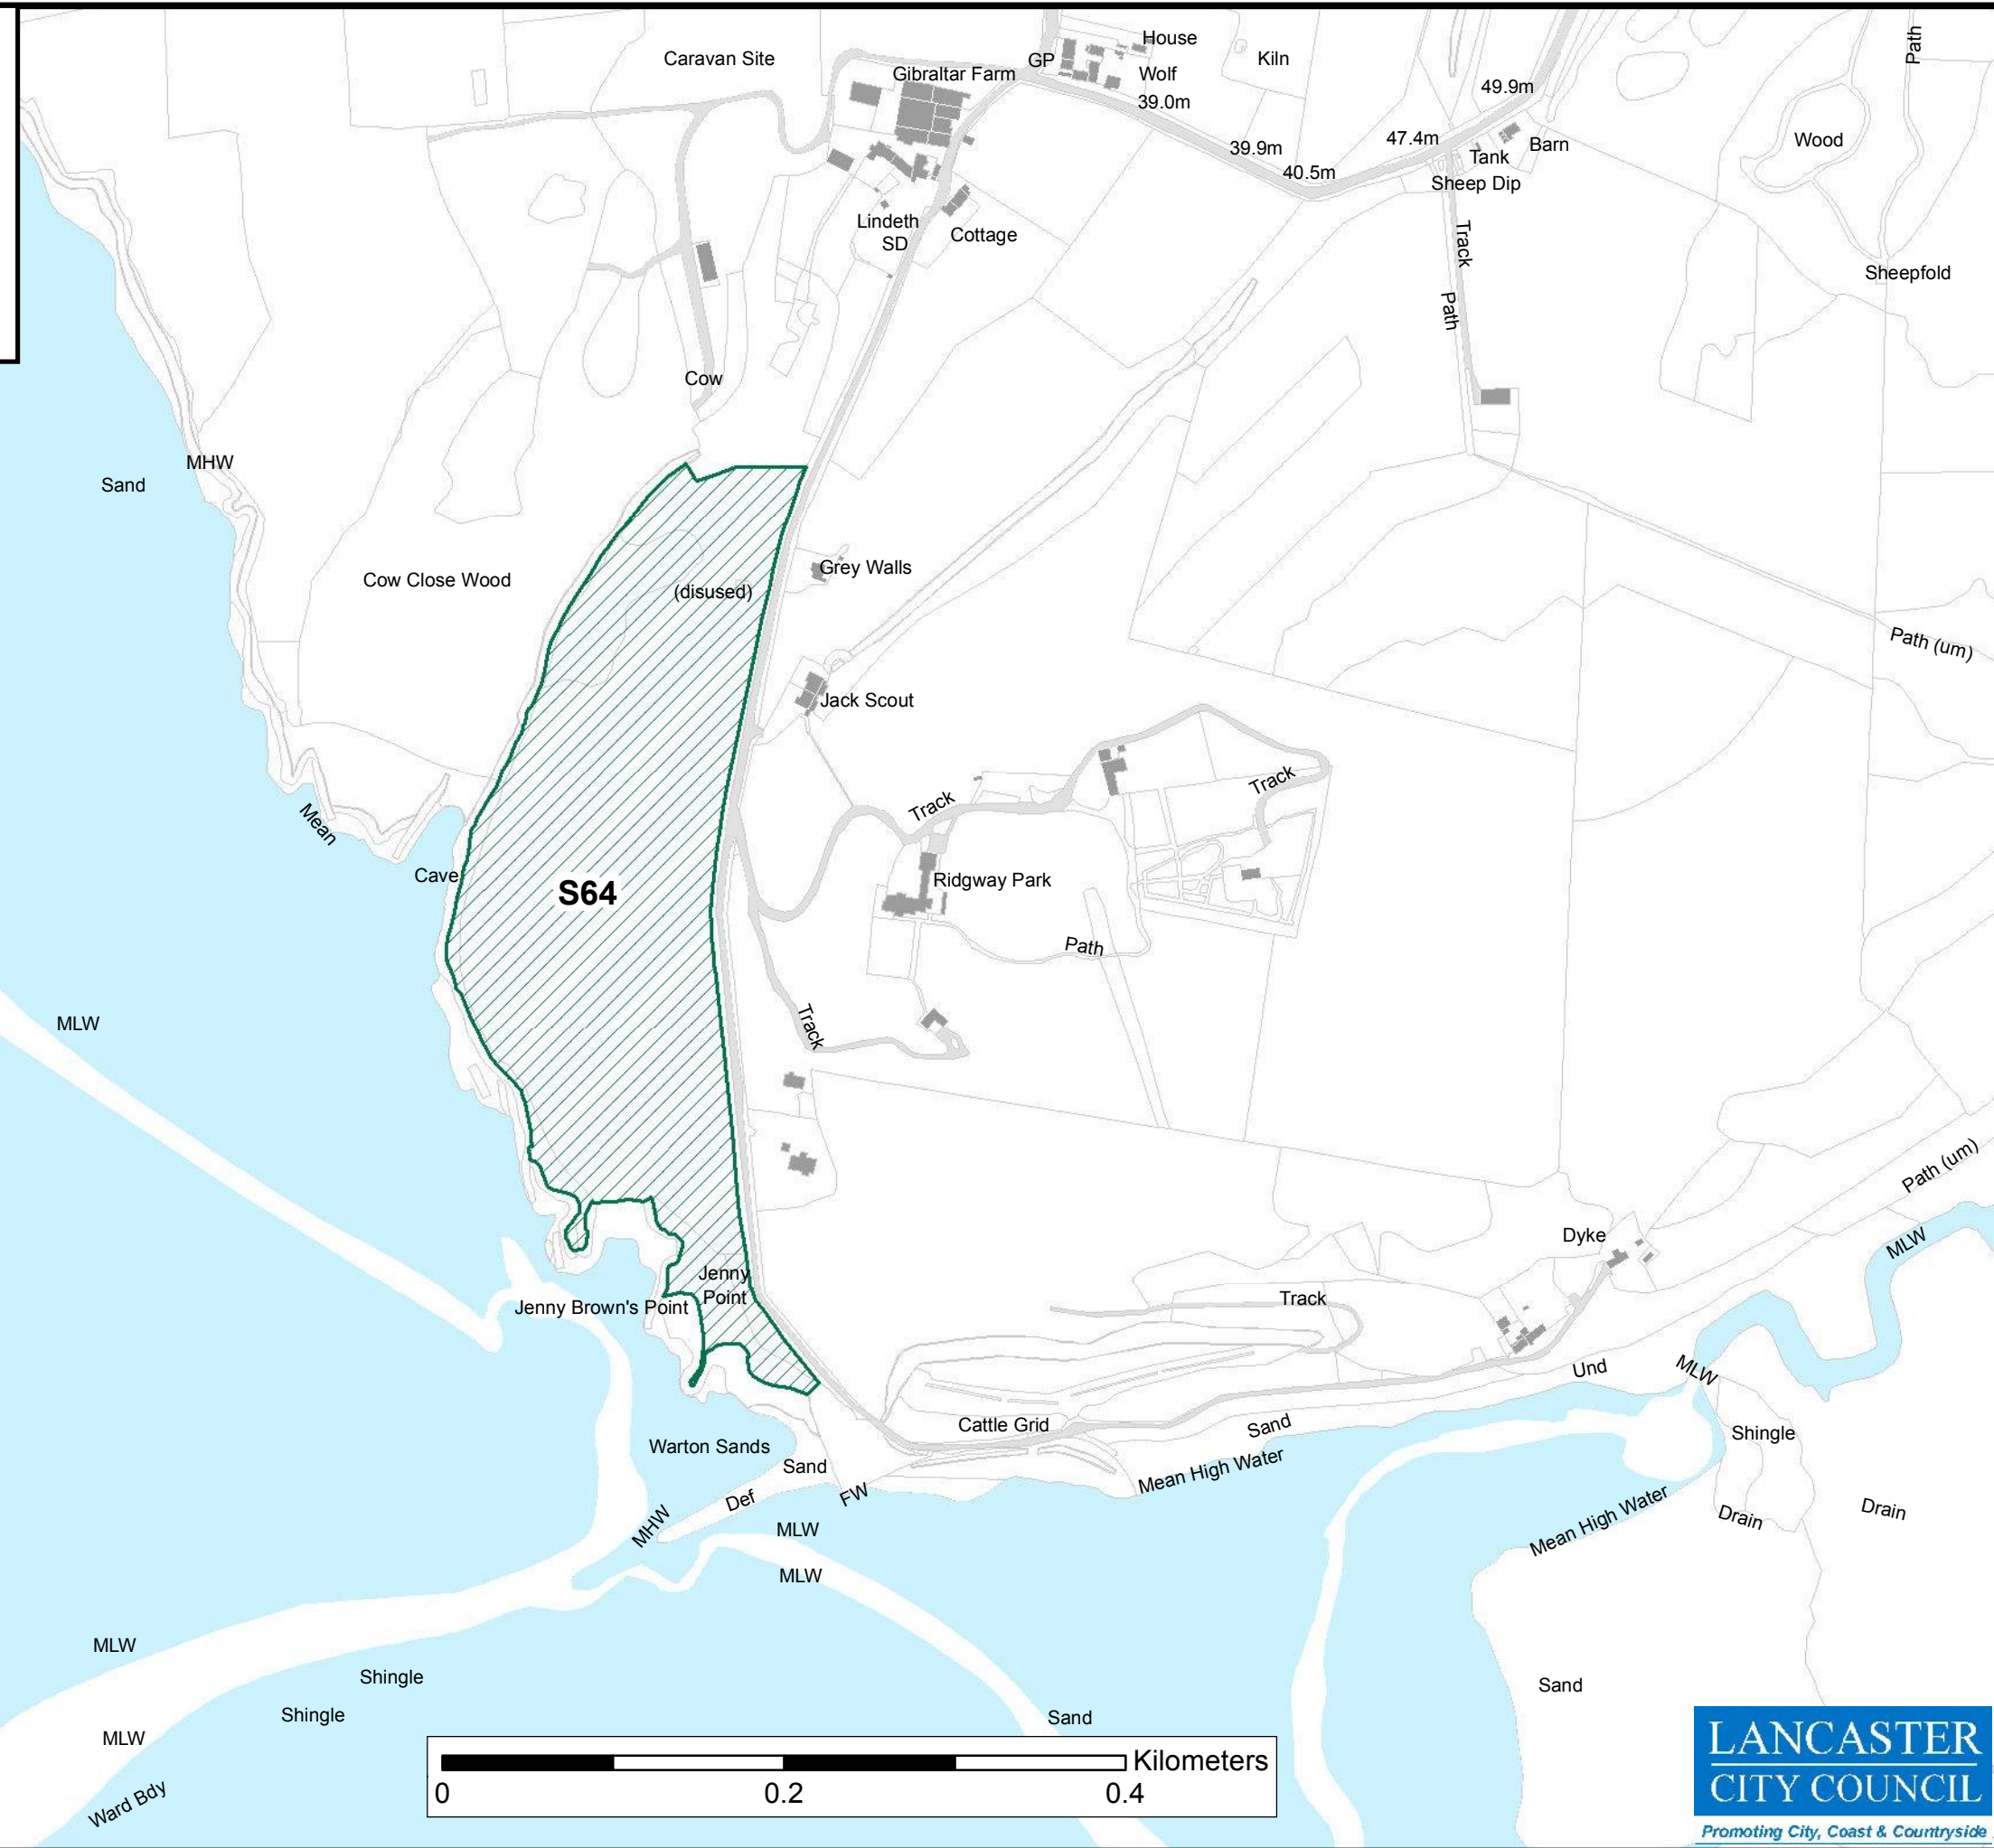 Caravan Site
Gibraltar Farm
GP
House
Wolf
Kiln
39.0m
49.9m
Path
39.9m
40.5m
47.4m
Tank
Barn
Sheep Dip
Wood
Lindeth
SD
Cottage
Track
Path
Sheepfold
Cow
MHW
Sand
Cow Close Wood
(disused)
Grey Walls
Path (um)
Jack Scout
Mean
Track
Track
Cave
S64
Ridgway Park
Path
MLW
Track
Path (um)
Dyke
MLW
Jenny
Point
Jenny Brown's Point
Track
Und
MLW
Cattle Grid
Sand
Shingle
Warton Sands
Sand
Mean High Water
Def
FW
MHW
MLW
Mean High Water
Drain
Drain
MLW
MLW
Shingle
Shingle
Sand
Sand
MLW
Ward Bdy
Kilometers
0 0.2 0.4
LANCASTER
CITY COUNCIL
Promoting City, Coast & Countryside